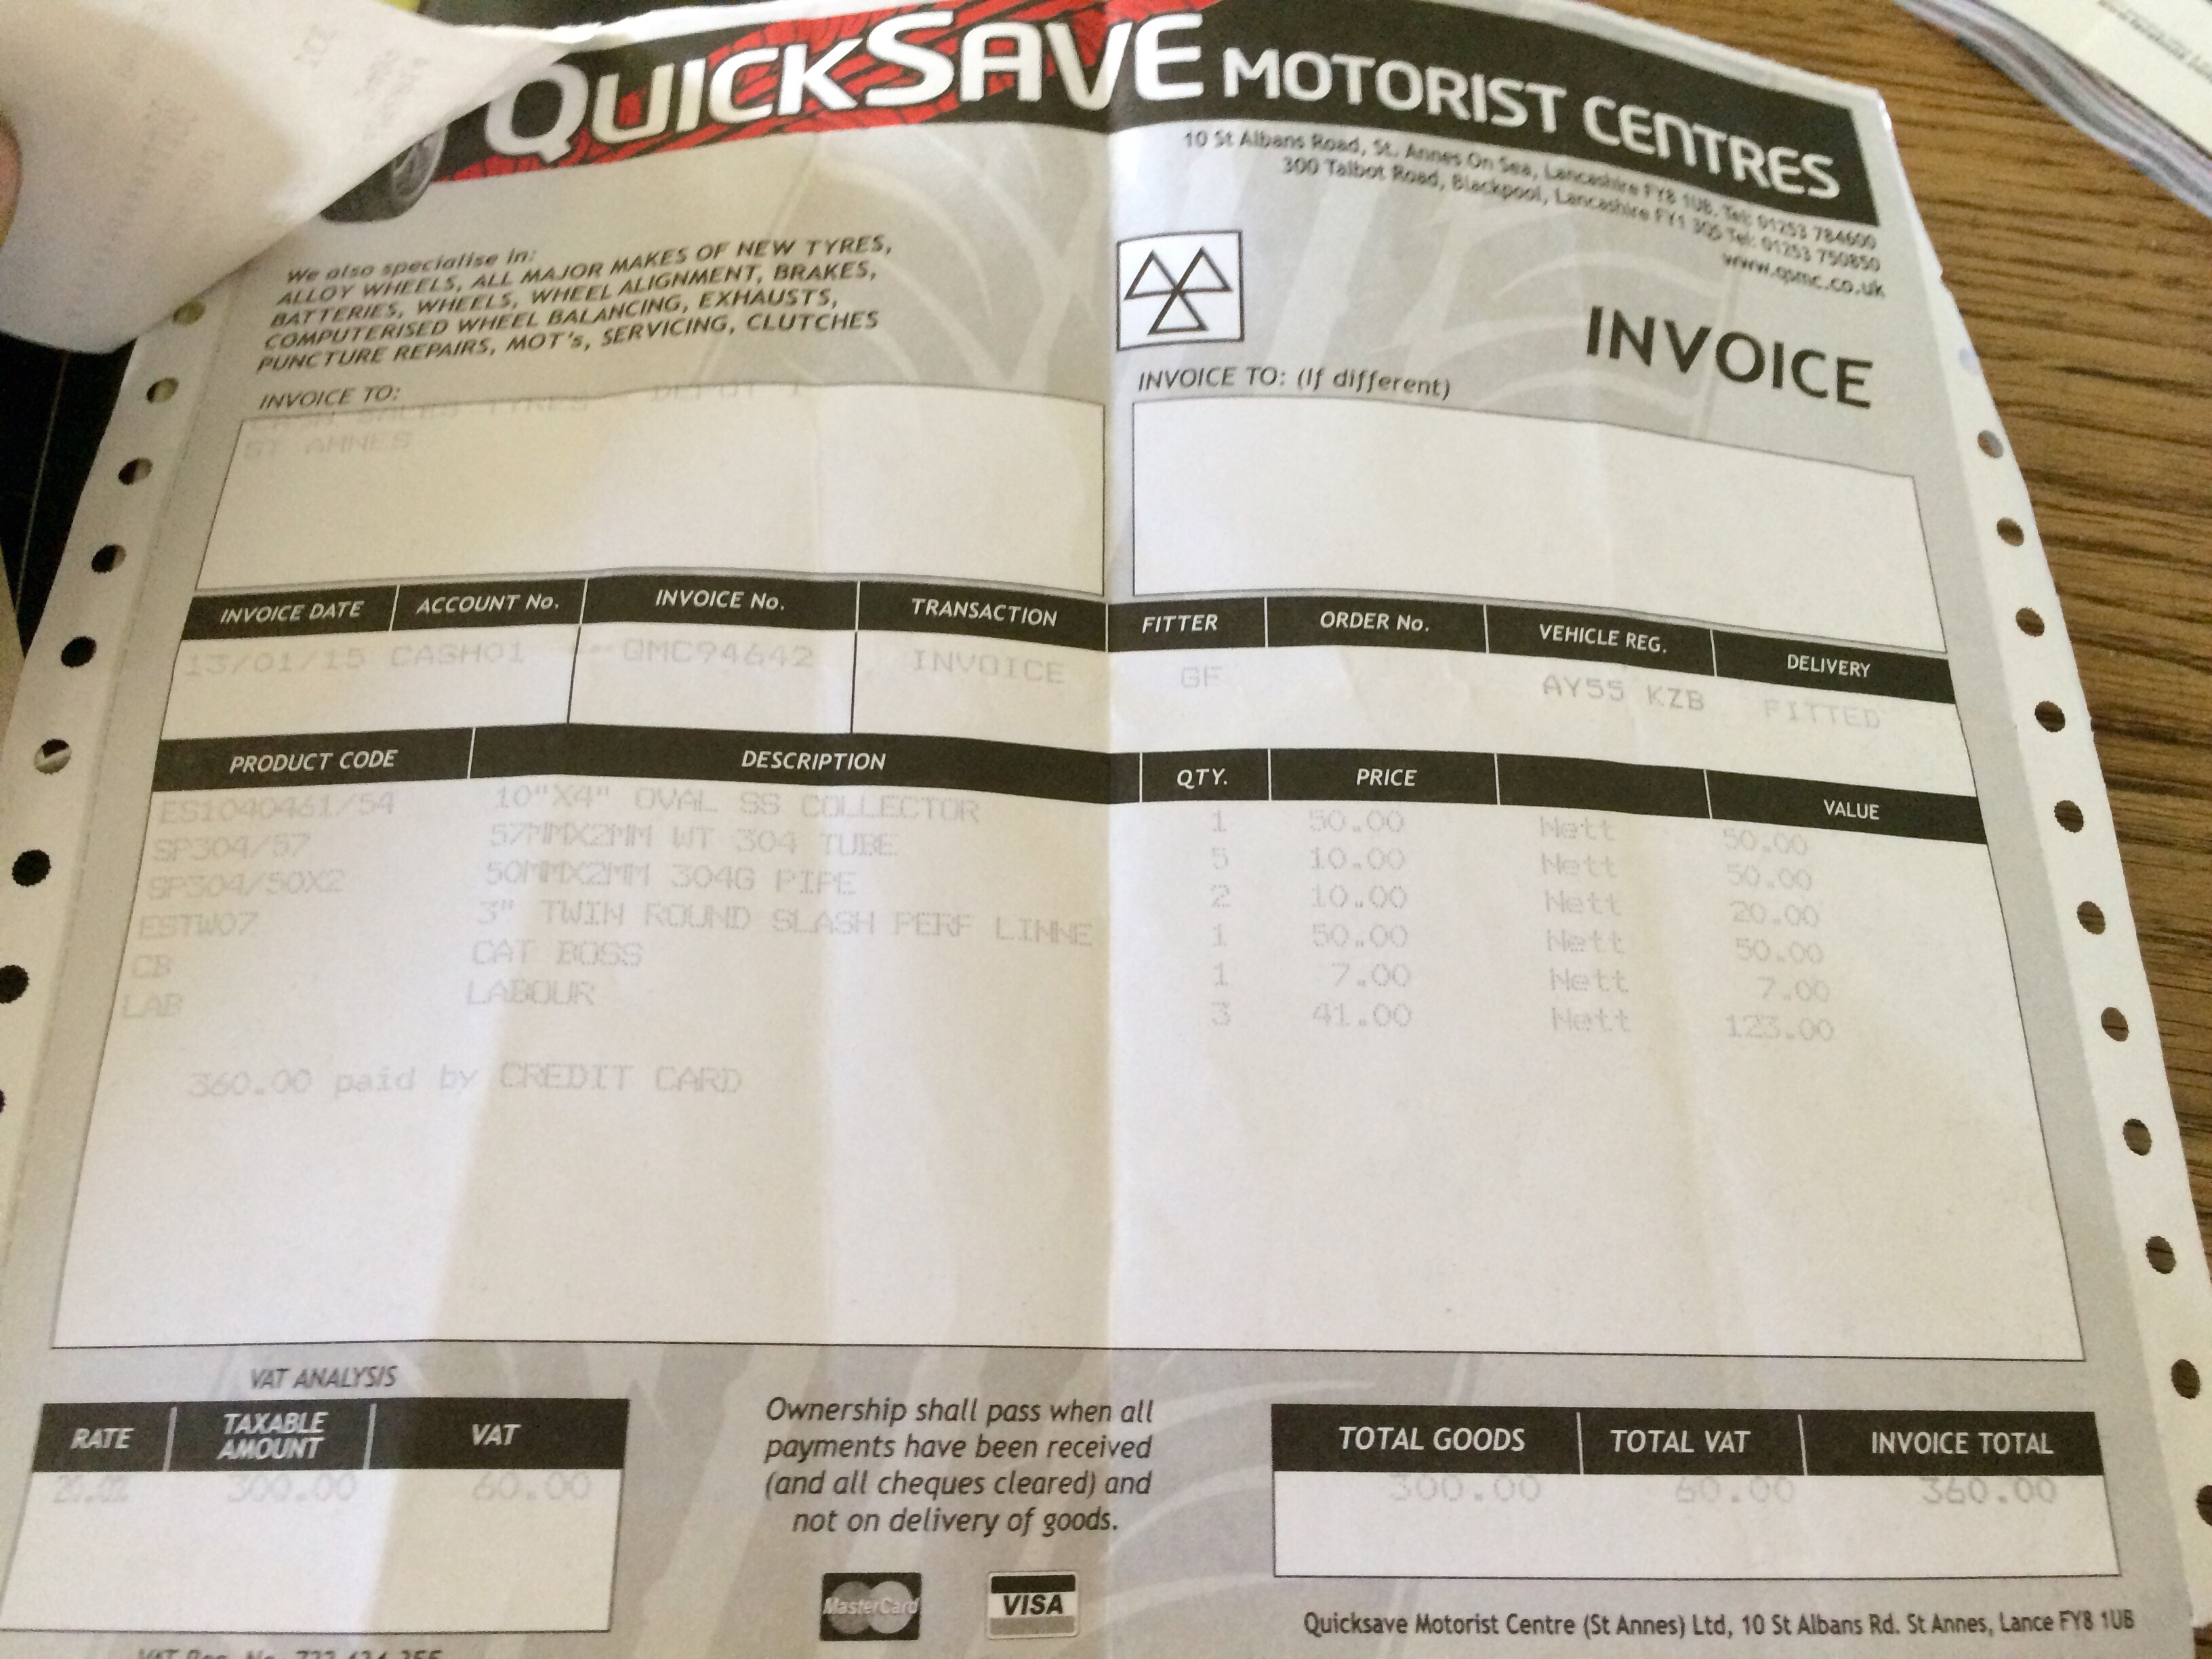 QUICKSAVE MOTORIST CENTRES
10 St Albans Road, St. Annes On Sea, Lancashire FY8 1UB. Tel: 01253 784600
300 Talbot Road, Blackpool, Lancashire FY1 3QS Tel: 01253 750850
www.qsmc.co.uk
We also specialise in:
ALLOY WHEELS, ALL MAJOR MAKES OF NEW TYRES,
BATTERIES, WHEELS, WHEEL ALIGNMENT, BRAKES,
COMPUTERISED WHEEL BALANCING, EXHAUSTS,
PUNCTURE REPAIRS, MOT's, SERVICING, CLUTCHES
INVOICE
INVOICE TO:
INVOICE TO: (If different)
CASH SALES TYRES DEPOT 1
ST ANNES
INVOICE DATE ACCOUNT No. INVOICE No. TRANSACTION FITTER ORDER No. VEHICLE REG. DELIVERY
13/01/15 CASH01 QMC94642 INVOICE GF AY55 KZB FITTED
PRODUCT CODE DESCRIPTION QTY. PRICE VALUE
ES1040461/54 10"X4" OVAL SS COLLECTOR 1 50.00 Nett 50.00
SP304/57 57MMX2MM WT 304 TUBE 5 10.00 Nett 50.00
SP304/50X2 50MMX2MM 304G PIPE 2 10.00 Nett 20.00
ESTW07 3" TWIN ROUND SLASH PERF LINNE 1 50.00 Nett 50.00
CB CAT BOSS 1 7.00 Nett 7.00
LAB LABOUR 3 41.00 Nett 123.00
360.00 paid by CREDIT CARD
VAT ANALYSIS
RATE TAXABLE AMOUNT VAT
20.0% 300.00 60.00
Ownership shall pass when all
payments have been received
(and all cheques cleared) and
not on delivery of goods.
MasterCard VISA
TOTAL GOODS TOTAL VAT INVOICE TOTAL
300.00 60.00 360.00
Quicksave Motorist Centre (St Annes) Ltd, 10 St Albans Rd. St Annes, Lance FY8 1UB